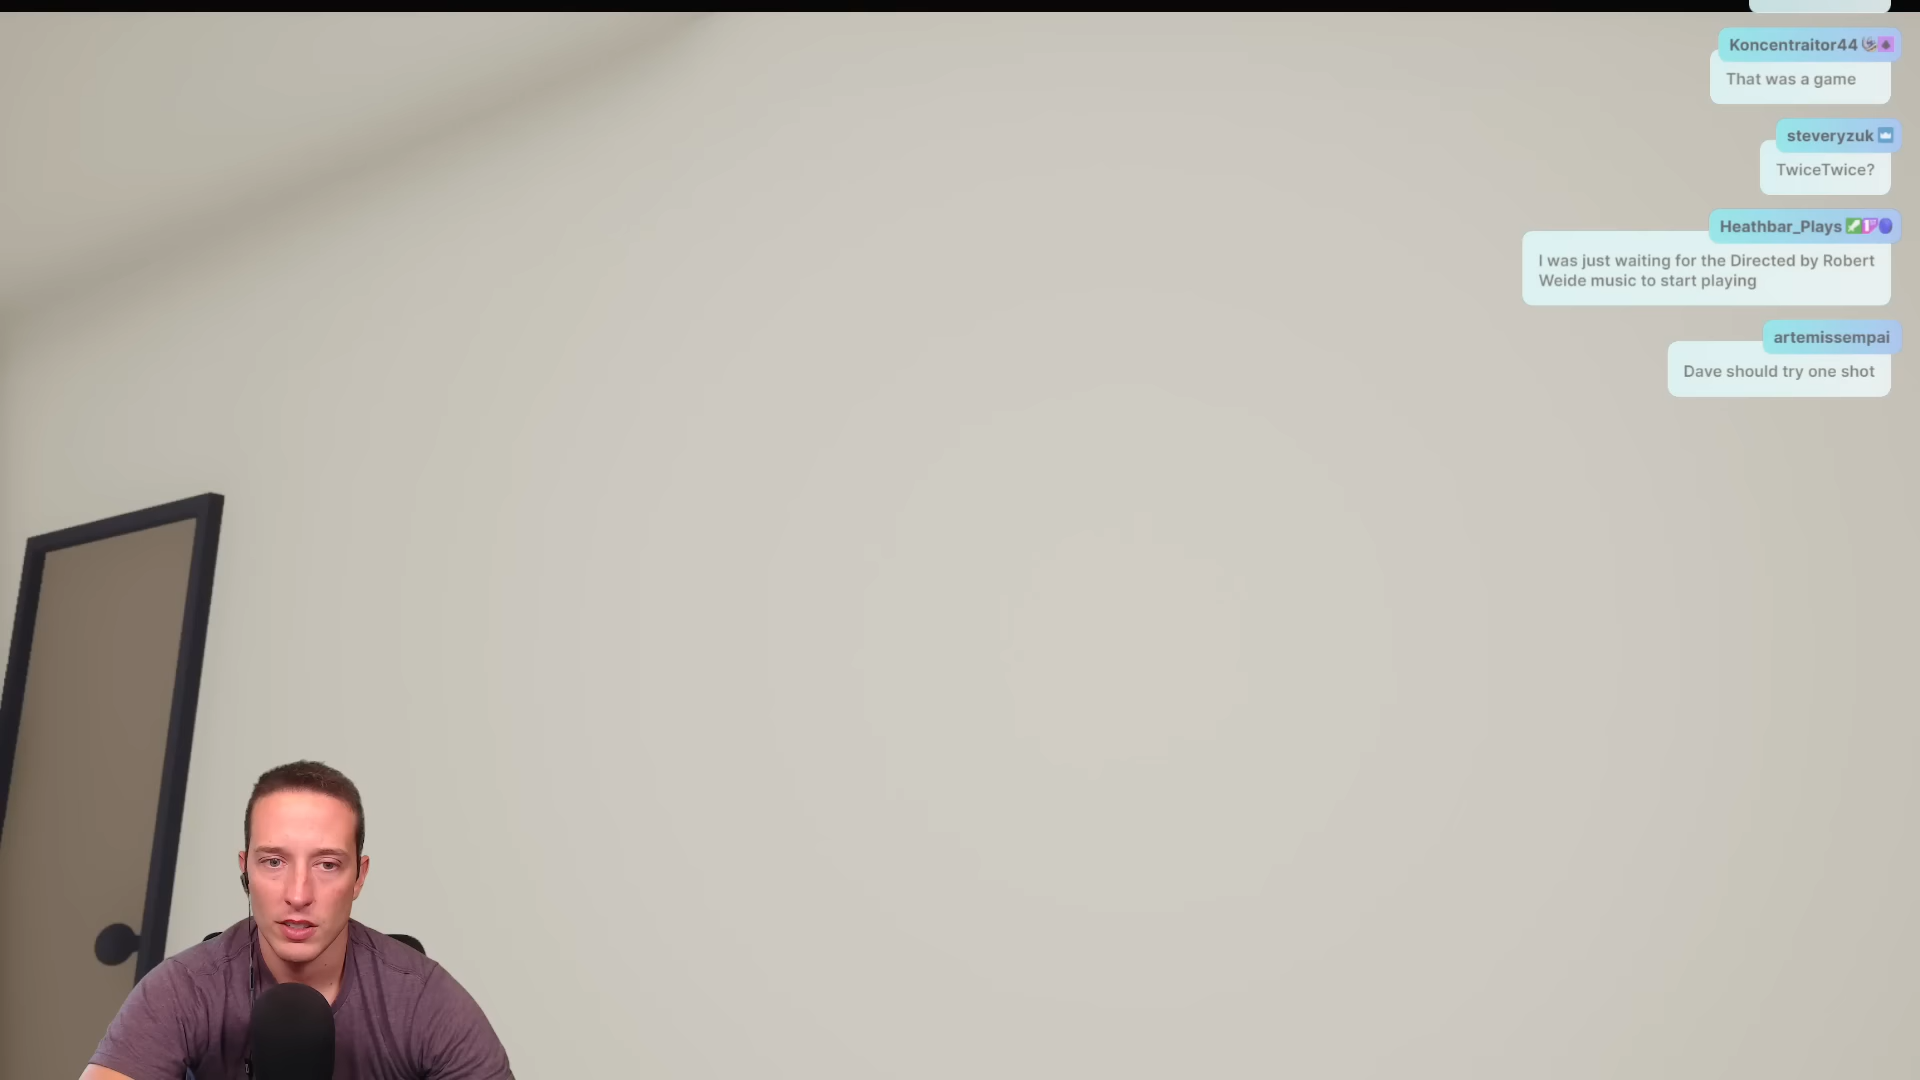 Koncentraitor44
That was a game
steveryzuk
TwiceTwice?
Heathbar_Plays
I was just waiting for the Directed by Robert
Weide music to start playing
artemissempai
Dave should try one shot